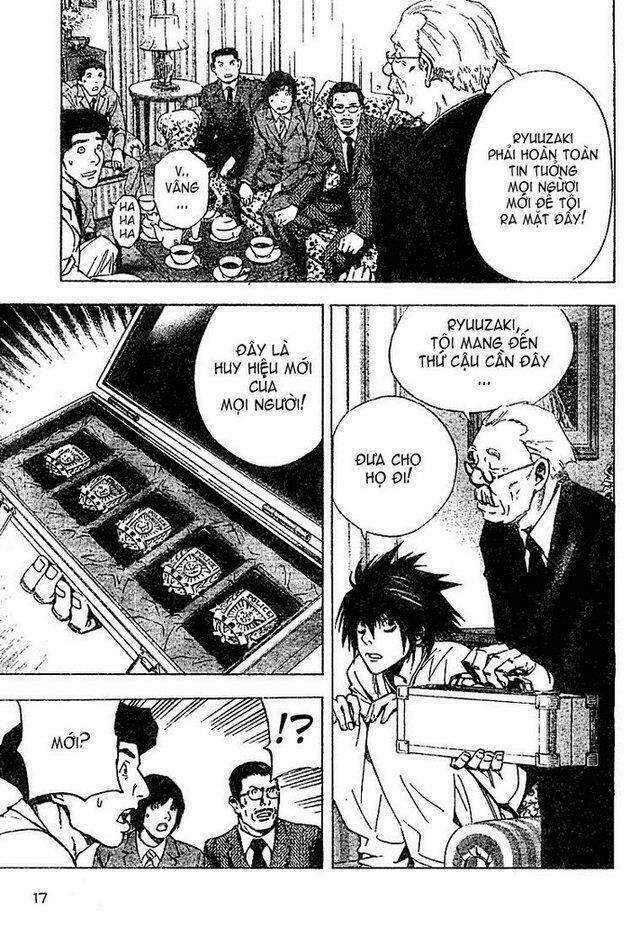 RYUUZAKI
PHẢI HOÀN TOÀN
TIN TƯỞNG
MỌI NGƯỜI
MỚI ĐỂ TÔI
RA MẶT ĐẤY!
V..
VÂNG
...
HA
HA
HA
RYUUZAKI,
TÔI MANG ĐẾN
THỨ CẬU CẦN ĐÂY
...
ĐƯA CHO
HỌ ĐI!
ĐÂY LÀ
HUY HIỆU MỚI
CỦA
MỌI NGƯỜI!
!?
MỚI?
17